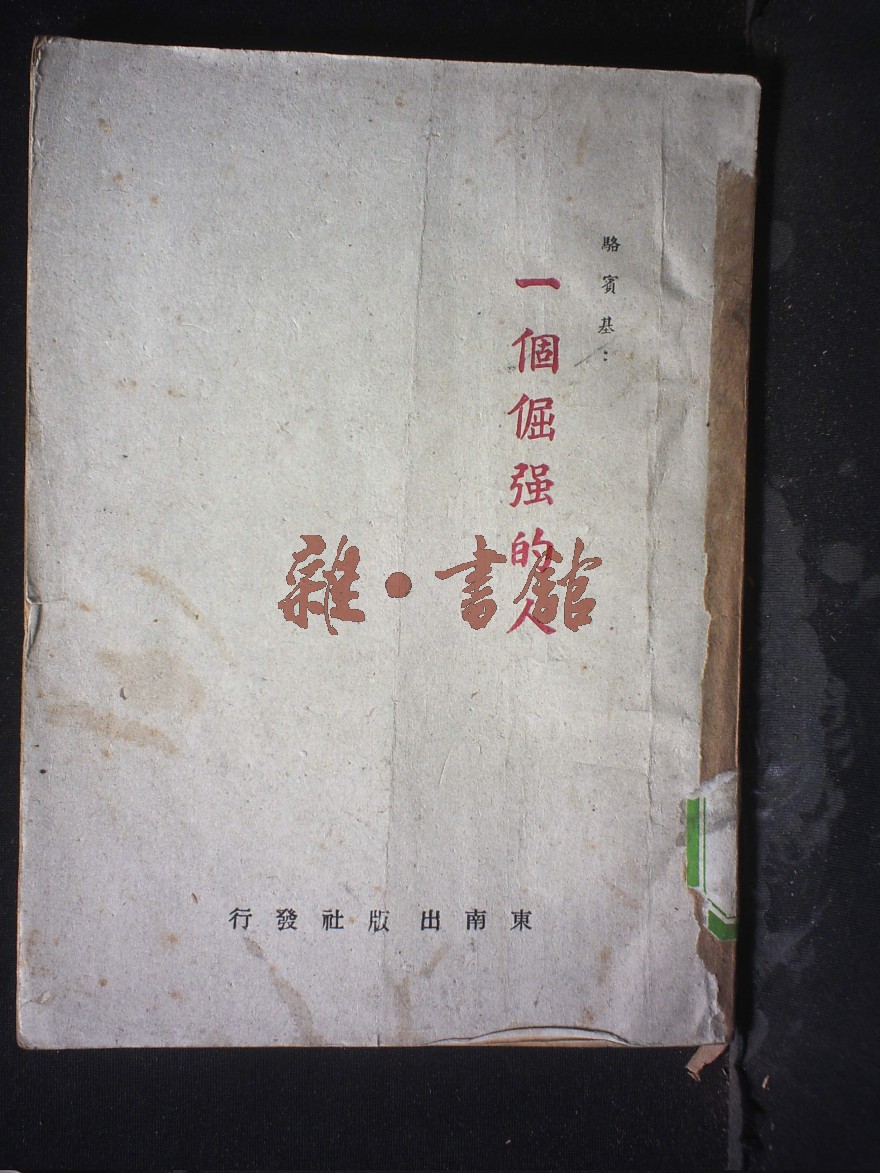 駱賓基：
一個倔强的人
雜·書館
東南出版社發行